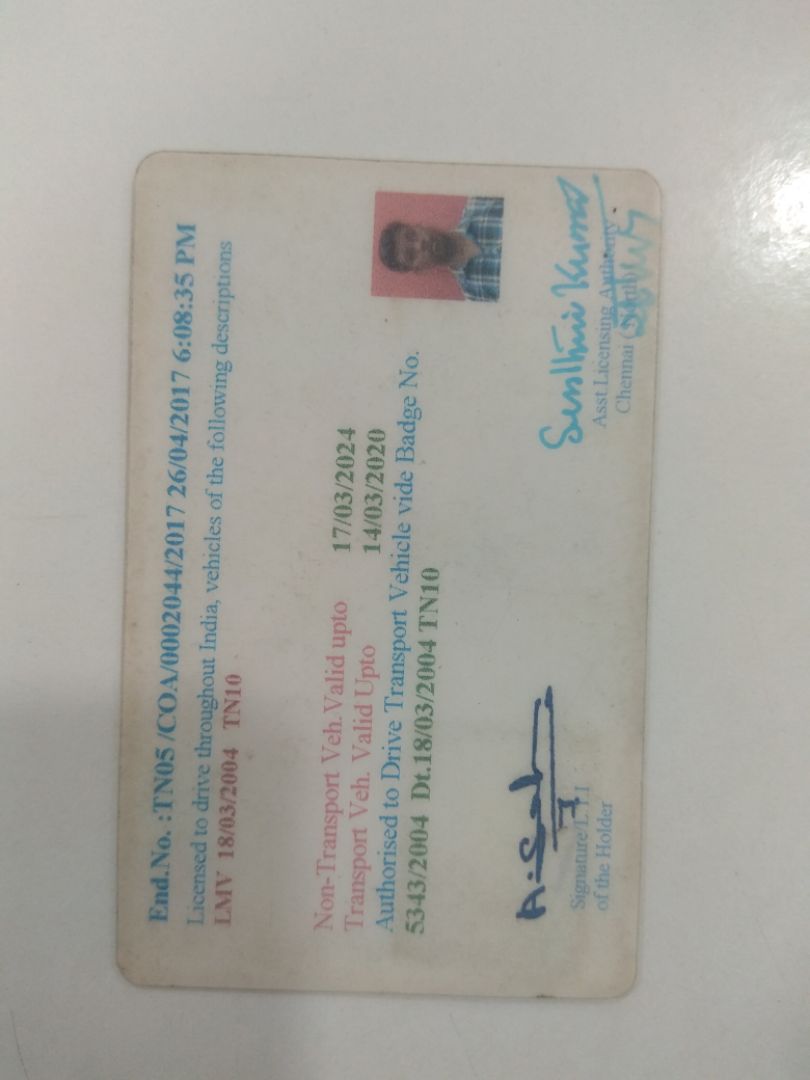 End.No. :TN05 /COA/0002044/2017 26/04/2017 6:08:35 PM
Licensed to drive throughout India, vehicles of the following descriptions
LMV 18/03/2004 TN10
Non-Transport Veh.Valid upto 17/03/2024
Transport Veh. Valid Upto 14/03/2020
Authorised to Drive Transport Vehicle vide Badge No.
5343/2004 Dt.18/03/2004 TN10
Signature/L.T.I
of the Holder
Asst Licensing Authority
Chennai